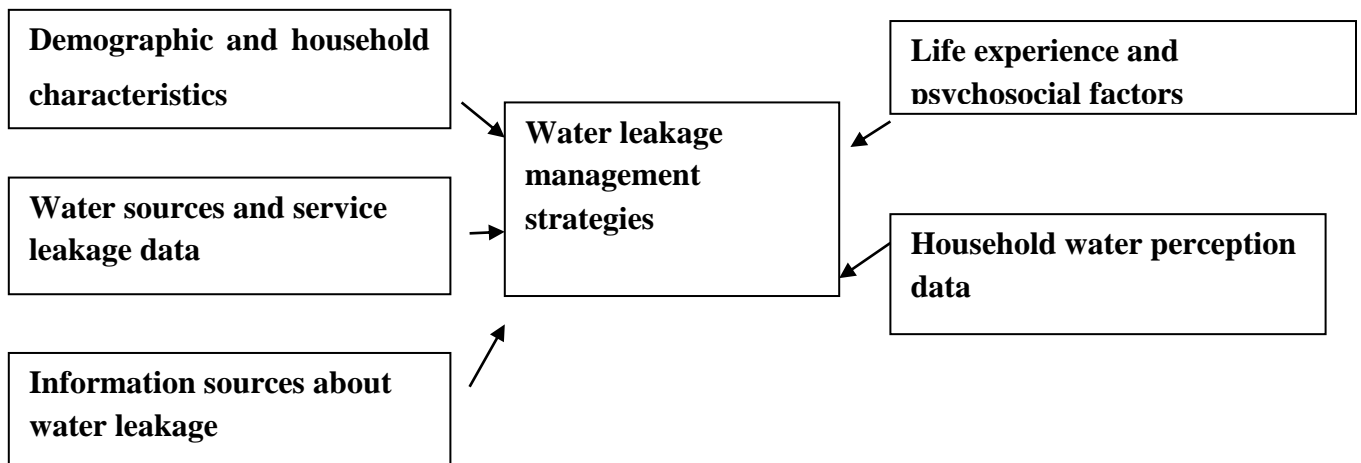 Demographic and household
characteristics
Water sources and service
leakage data
Information sources about
water leakage
Water leakage
management
strategies
Life experience and
psychosocial factors
Household water perception
data